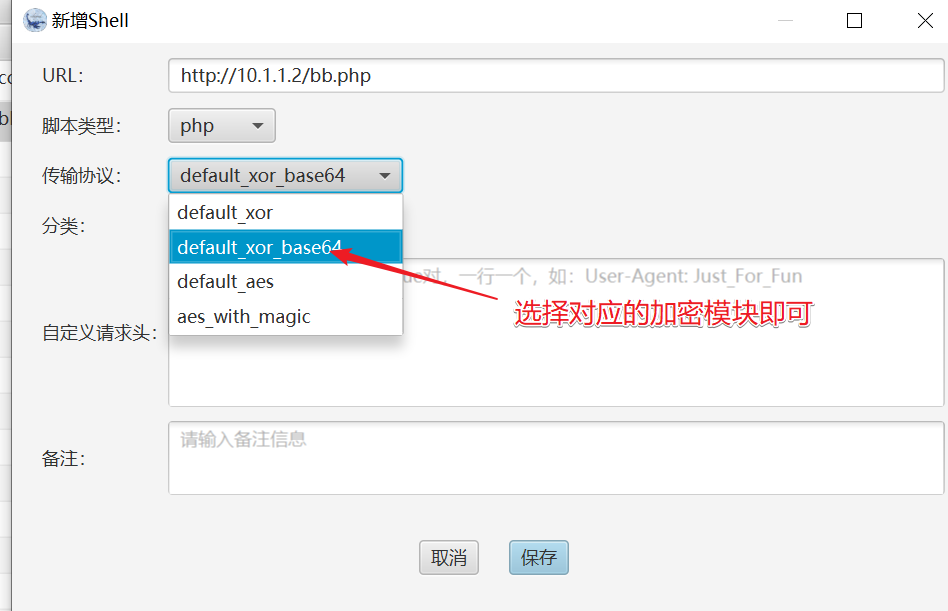 新增Shell
URL:
http://10.1.1.2/bb.php
脚本类型:
php
传输协议:
default_xor_base64
default_xor
分类:
default_xor_base64
default_aes
对，一行一个，如：User-Agent: Just_For_Fun
aes_with_magic
选择对应的加密模块即可
自定义请求头:
请输入备注信息
备注:
取消
保存